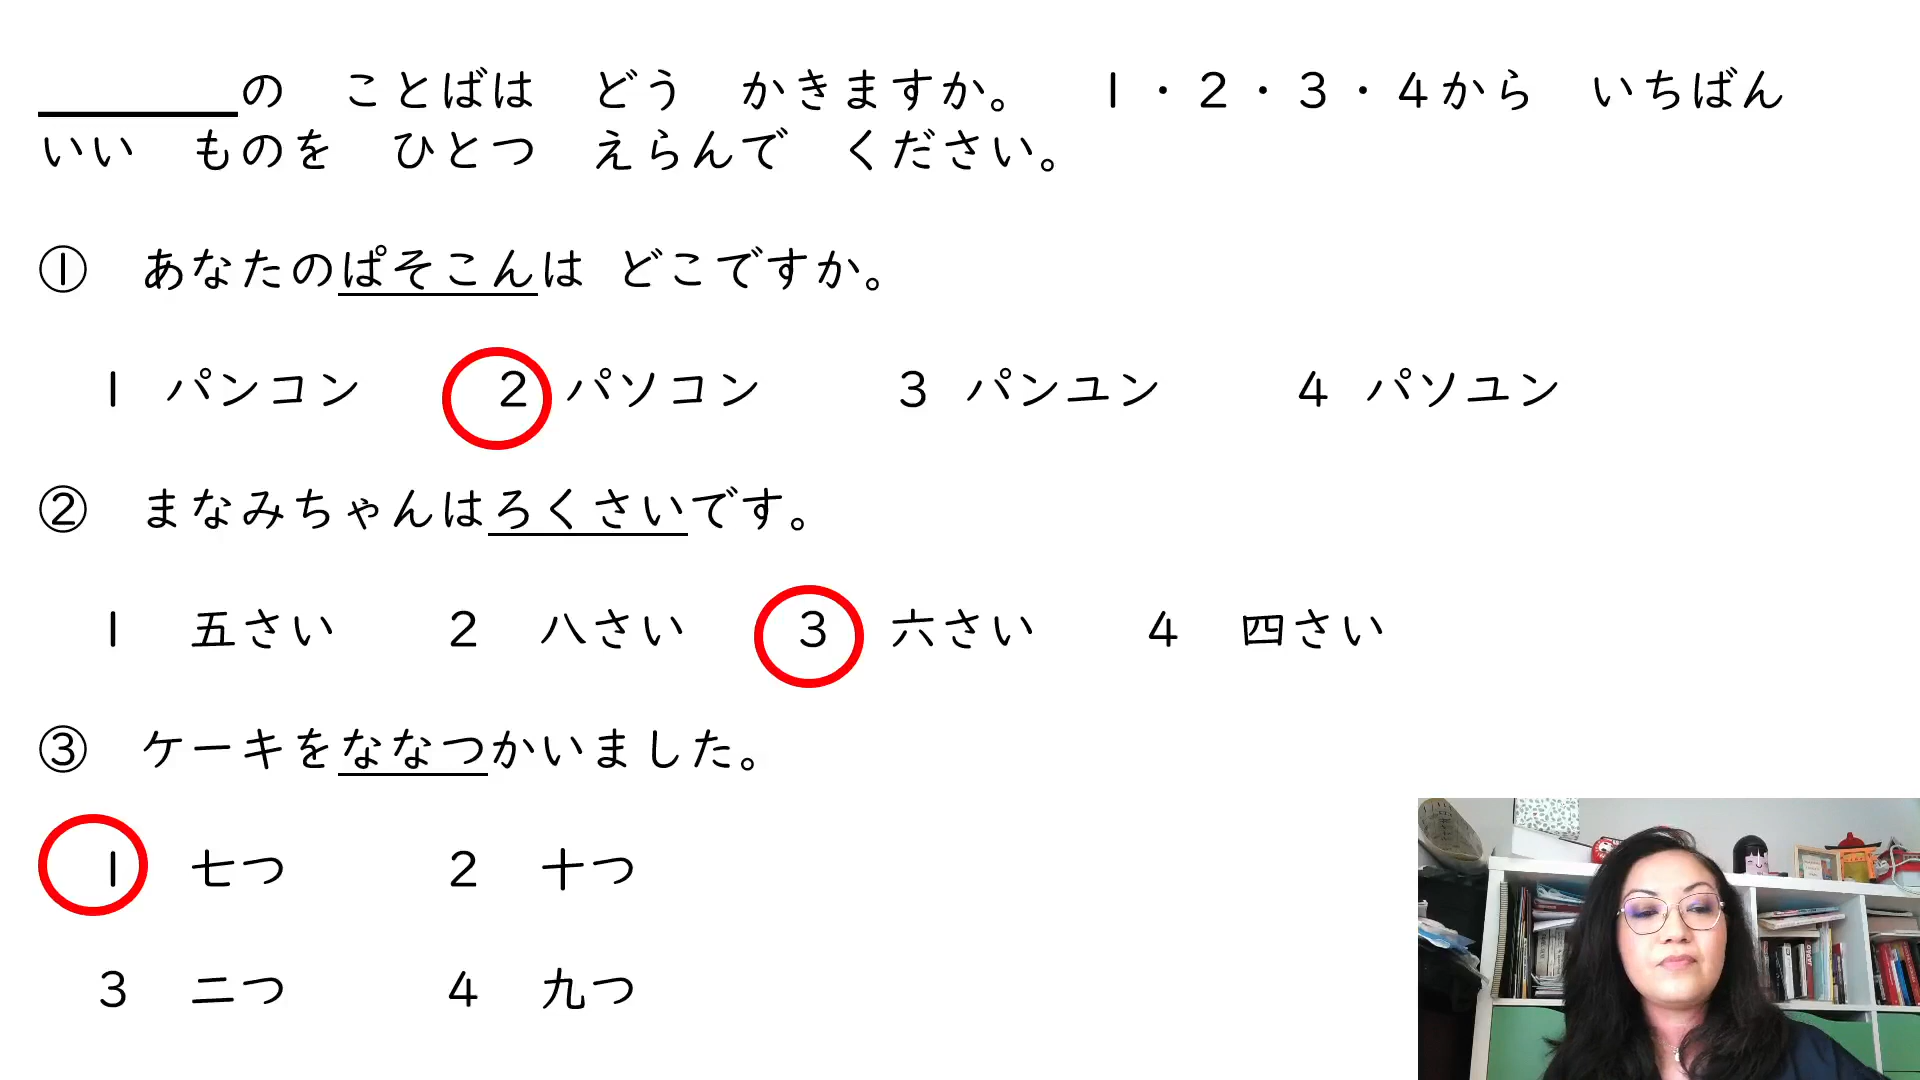 ＿＿＿＿の　ことばは　どう　かきますか。　１・２・３・４から　いちばん
いい　ものを　ひとつ　えらんで　ください。
①　あなたのぱそこんは どこですか。
１ パンコン　２ パソコン　３ パンユン　４ パソユン
②　まなみちゃんはろくさいです。
１　五さい　２　八さい　３　六さい　４　四さい
③　ケーキをななつかいました。
１　七つ　２　十つ
３　二つ　４　九つ